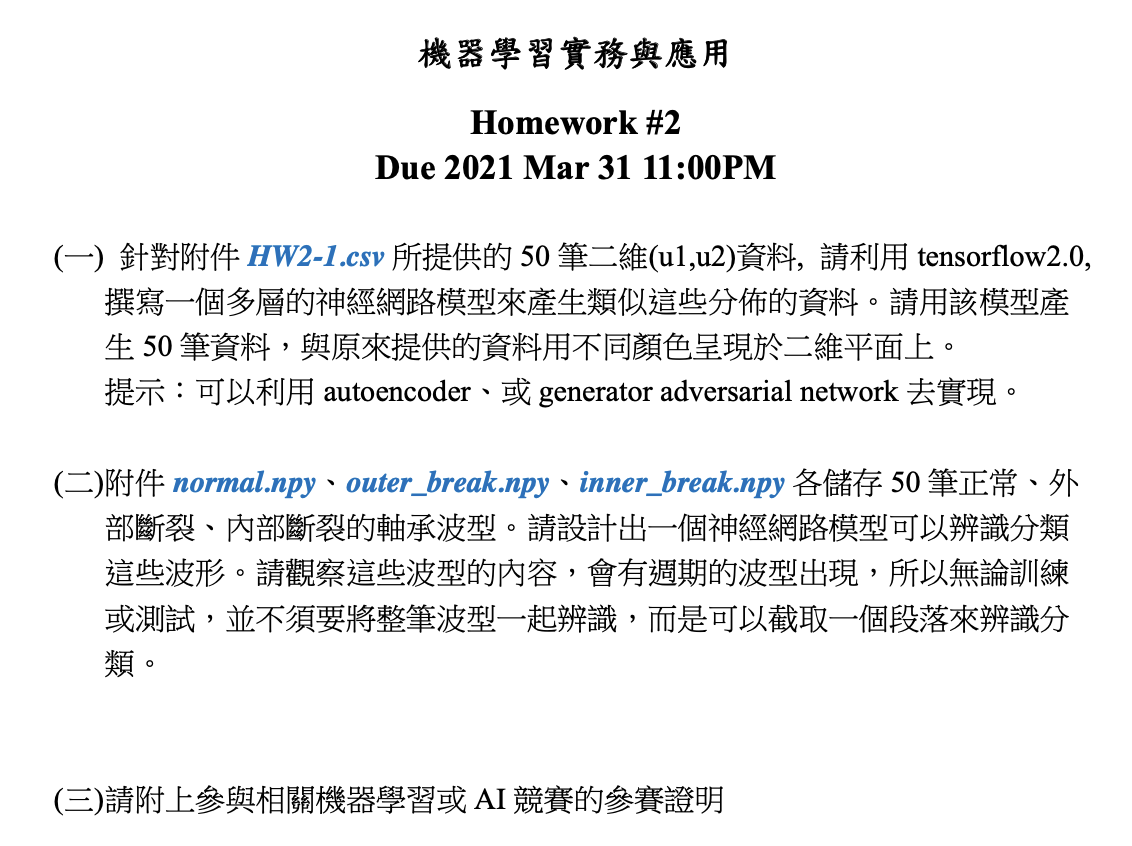 機器學習實務與應用
Homework #2
Due 2021 Mar 31 11:00PM
(一) 針對附件 HW2-1.csv 所提供的 50 筆二維(u1,u2)資料, 請利用 tensorflow2.0,
撰寫一個多層的神經網路模型來產生類似這些分佈的資料。請用該模型產
生 50 筆資料，與原來提供的資料用不同顏色呈現於二維平面上。
提示：可以利用 autoencoder、或 generator adversarial network 去實現。
(二)附件 normal.npy、outer_break.npy、inner_break.npy 各儲存 50 筆正常、外
部斷裂、內部斷裂的軸承波型。請設計出一個神經網路模型可以辨識分類
這些波形。請觀察這些波型的內容，會有週期的波型出現，所以無論訓練
或測試，並不須要將整筆波型一起辨識，而是可以截取一個段落來辨識分
類。
(三)請附上參與相關機器學習或 AI 競賽的參賽證明